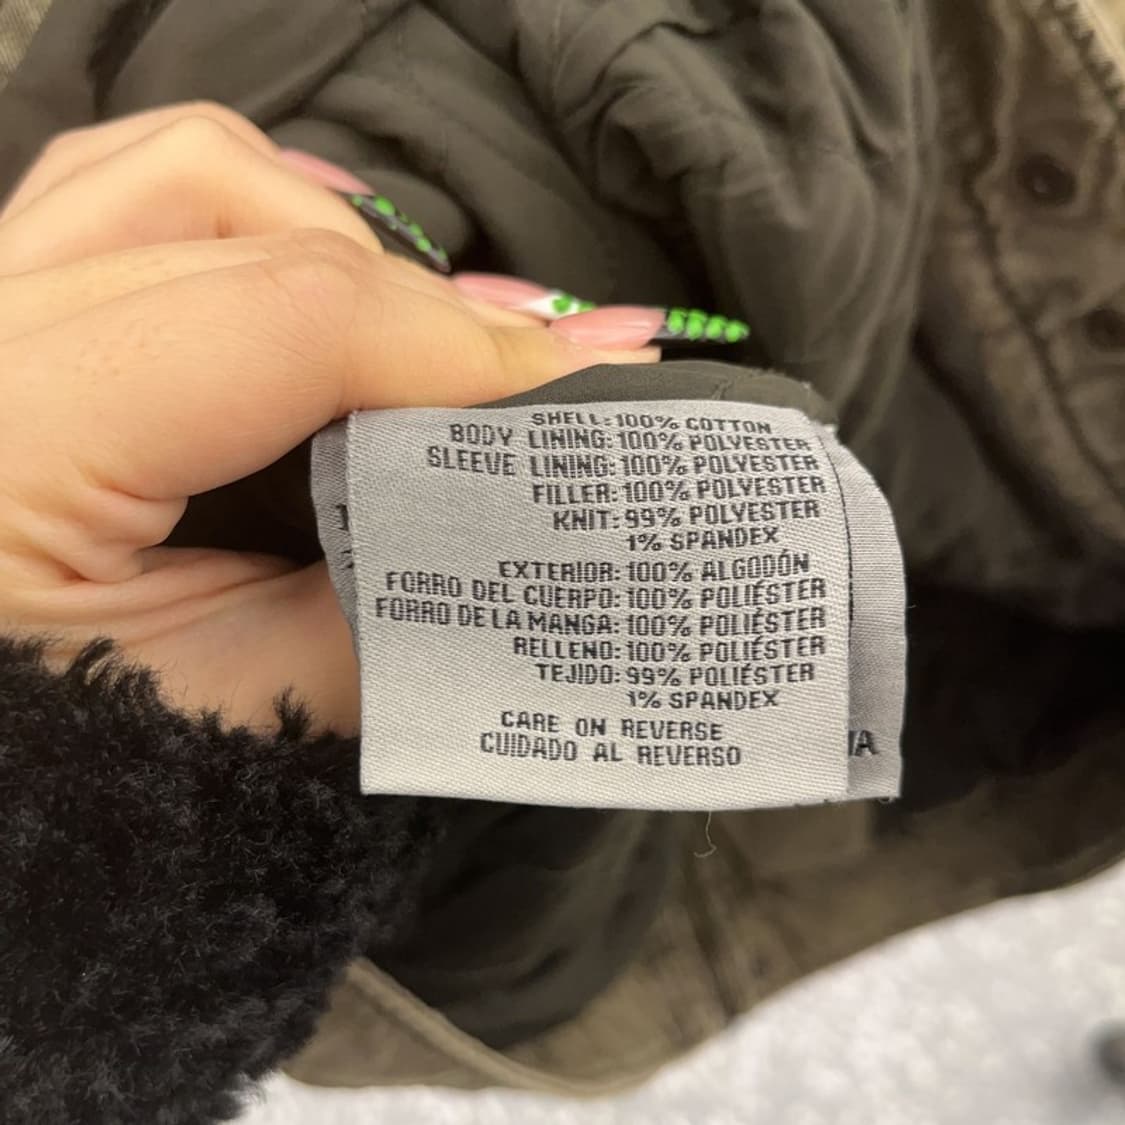 SHELL: 100% COTTON
BODY LINING: 100% POLYESTER
SLEEVE LINING: 100% POLYESTER
FILLER: 100% POLYESTER
KNIT: 99% POLYESTER
1% SPANDEX
EXTERIOR: 100% ALGODÓN
FORRO DEL CUERPO: 100% POLIÉSTER
FORRO DE LA MANGA: 100% POLIÉSTER
RELLENO: 100% POLIÉSTER
TEJIDO: 99% POLIÉSTER
1% SPANDEX
CARE ON REVERSE
CUIDADO AL REVERSO